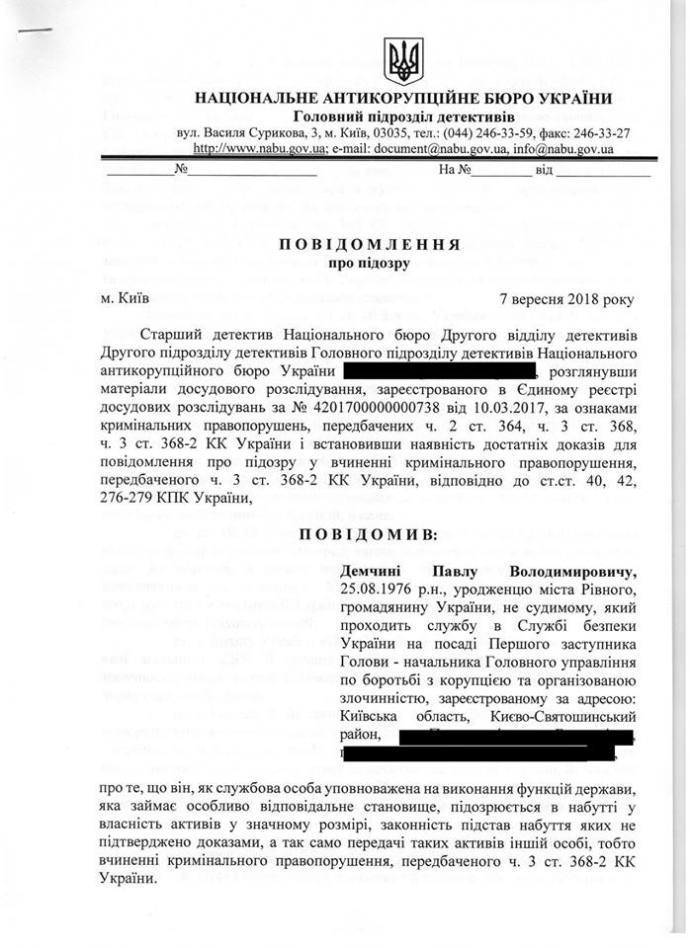 НАЦІОНАЛЬНЕ АНТИКОРУПЦІЙНЕ БЮРО УКРАЇНИ
Головний підрозділ детективів
вул. Василя Сурикова, 3, м. Київ, 03035, тел.: (044) 246-33-59, факс: 246-33-27
http://www.nabu.gov.ua; e-mail: document@nabu.gov.ua, info@nabu.gov.ua
__________№__________________ На №_________ від _____________
П О В І Д О М Л Е Н Н Я
про підозру
м. Київ 7 вересня 2018 року
Старший детектив Національного бюро Другого відділу детективів
Другого підрозділу детективів Головного підрозділу детективів Національного
антикорупційного бюро України , розглянувши
матеріали досудового розслідування, зареєстрованого в Єдиному реєстрі
досудових розслідувань за № 4201700000000738 від 10.03.2017, за ознаками
кримінальних правопорушень, передбачених ч. 2 ст. 364, ч. 3 ст. 368,
ч. 3 ст. 368-2 КК України і встановивши наявність достатніх доказів для
повідомлення про підозру у вчиненні кримінального правопорушення,
передбаченого ч. 3 ст. 368-2 КК України, відповідно до ст.ст. 40, 42,
276-279 КПК України,
П О В І Д О М И В:
Демчині Павлу Володимировичу,
25.08.1976 р.н., уродженцю міста Рівного,
громадянину України, не судимому, який
проходить службу в Службі безпеки
України на посаді Першого заступника
Голови - начальника Головного управління
по боротьбі з корупцією та організованою
злочинністю, зареєстрованому за адресою:
Київська область, Києво-Святошинський
район, ,
,
про те, що він, як службова особа уповноважена на виконання функцій держави,
яка займає особливо відповідальне становище, підозрюється в набутті у
власність активів у значному розмірі, законність підстав набуття яких не
підтверджено доказами, а так само передачі таких активів іншій особі, тобто
вчиненні кримінального правопорушення, передбаченого ч. 3 ст. 368-2 КК
України.